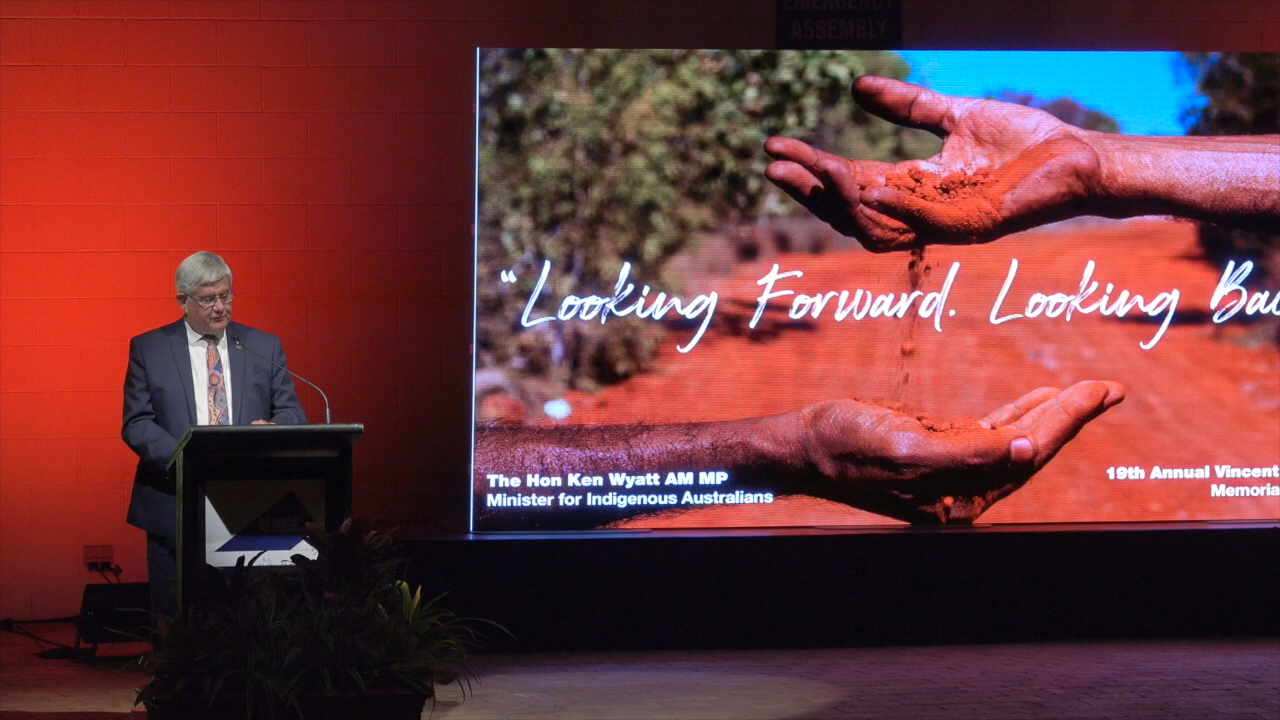 EMERGENCY
ASSEMBLY
"Looking Forward. Looking Bac
The Hon Ken Wyatt AM MP
Minister for Indigenous Australians
19th Annual Vincent
Memoria